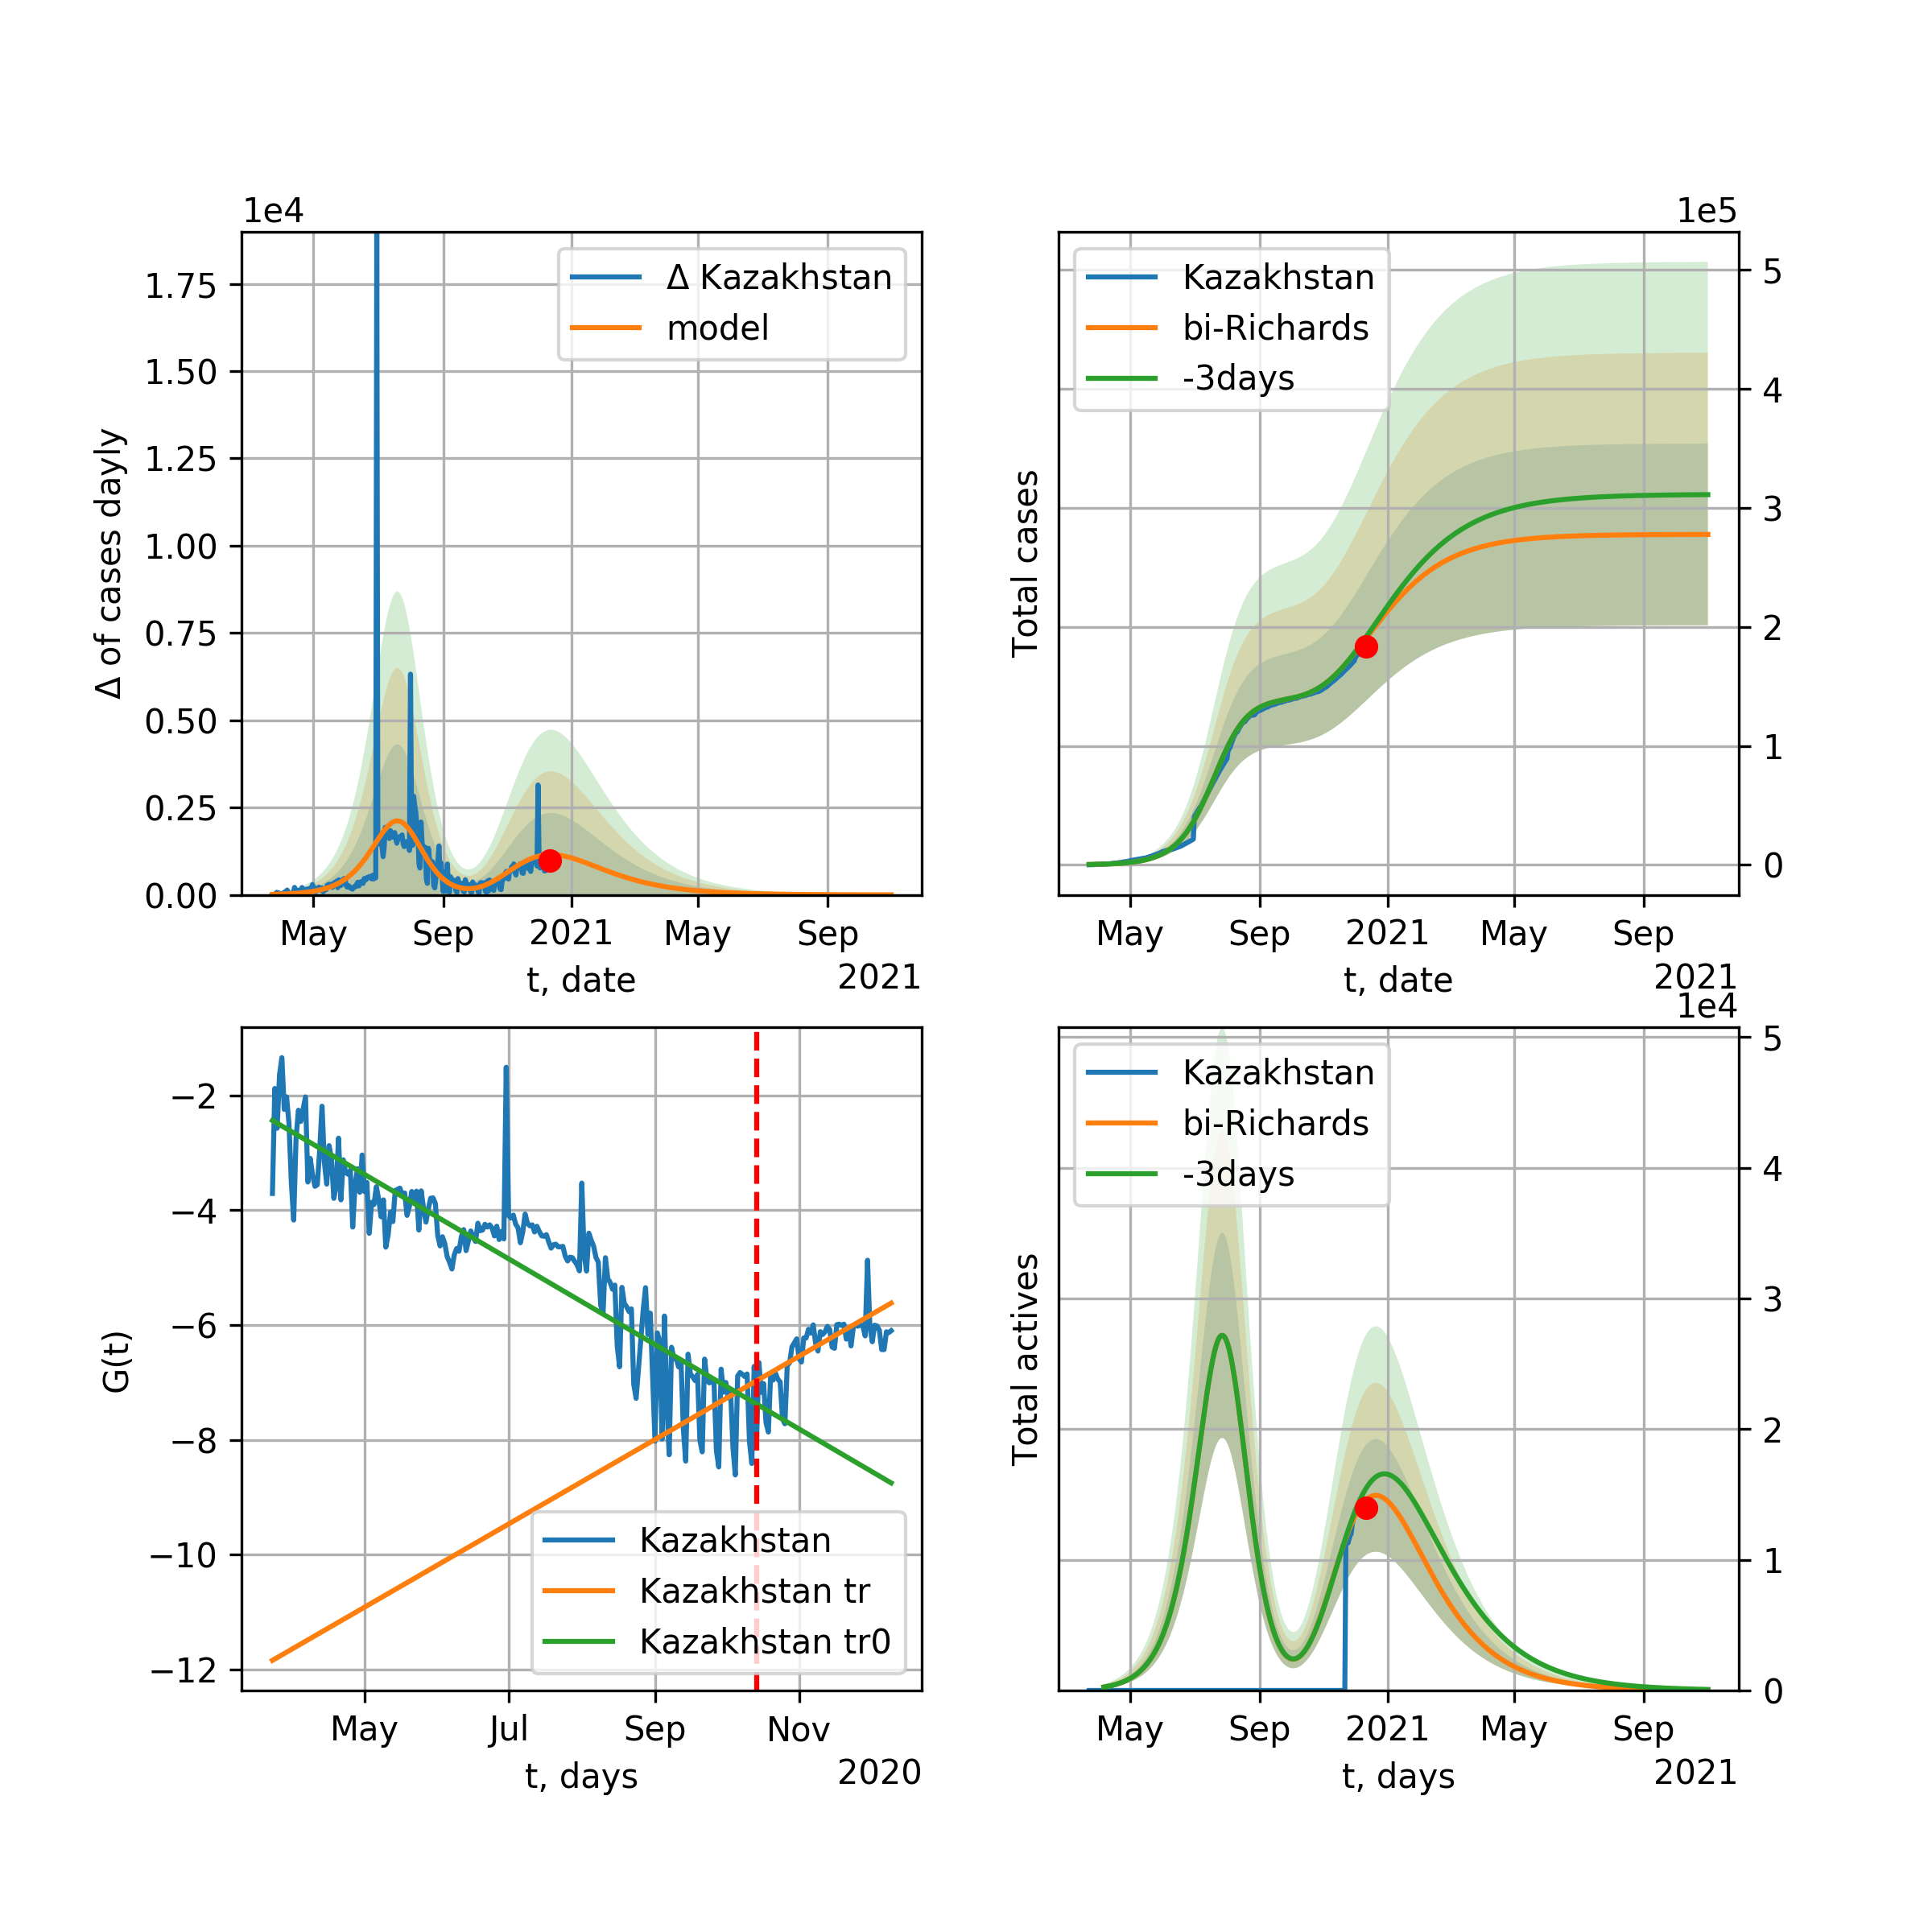 1e4
Δ of cases dayly
1.75
1.50
1.25
1.00
0.75
0.50
0.25
0.00
Δ Kazakhstan
model
May Sep 2021 May Sep
t, date
2021
1e5
Total cases
Kazakhstan
bi-Richards
-3days
5
4
3
2
1
0
May Sep 2021 May Sep
t, date
2021
G(t)
−2
−4
−6
−8
−10
−12
Kazakhstan
Kazakhstan tr
Kazakhstan tr0
May Jul Sep Nov
t, days
2020
1e4
Total actives
Kazakhstan
bi-Richards
-3days
5
4
3
2
1
0
May Sep 2021 May Sep
t, days
2021